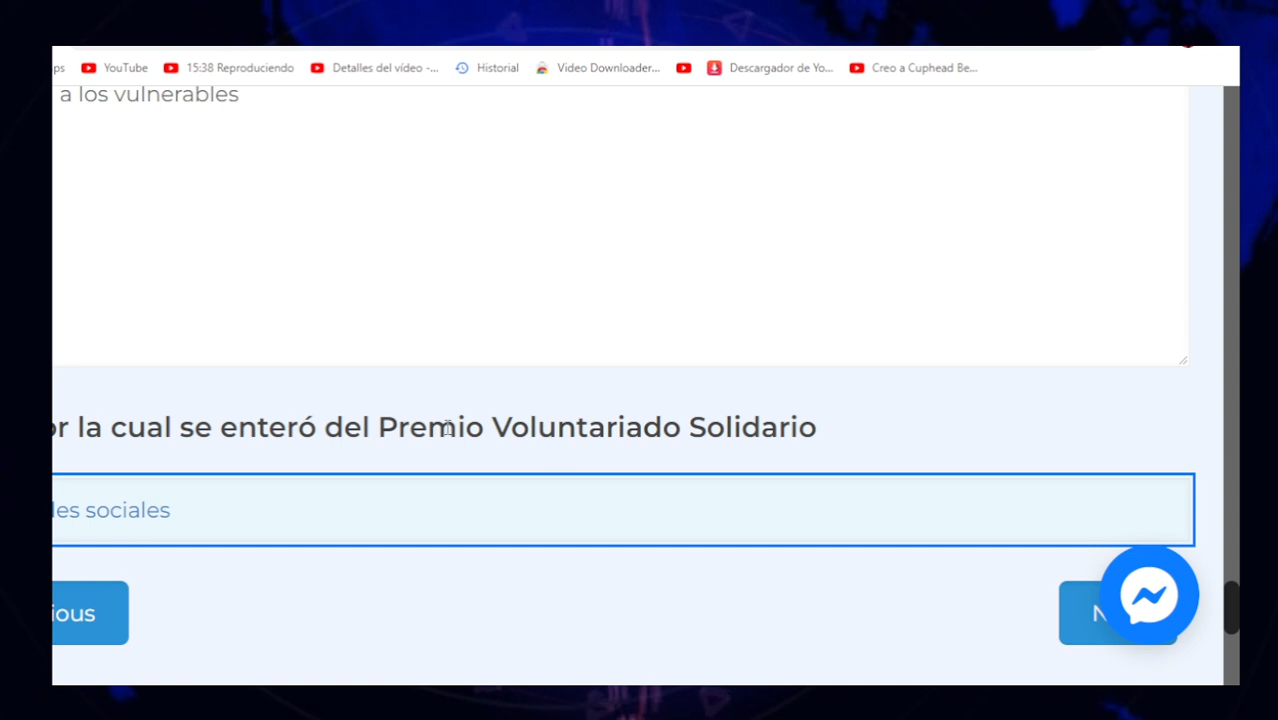 ps YouTube 15:38 Reproduciendo Detalles del vídeo -... Historial Video Downloader... Descargador de Yo... Creo a Cuphead Be...
a los vulnerables
or la cual se enteró del Premio Voluntariado Solidario
des sociales
ious N